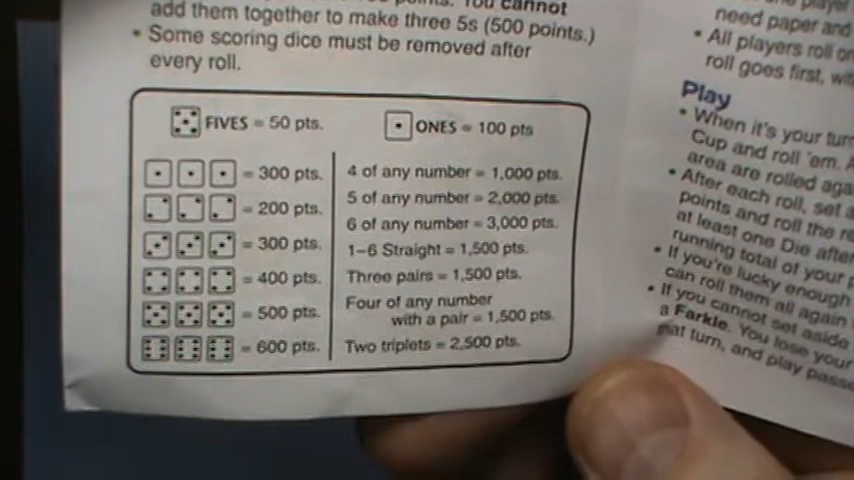 points. You cannot
add them together to make three 5s (500 points.)
• Some scoring dice must be removed after
every roll.
FIVES = 50 pts.
ONES = 100 pts
= 300 pts.
= 200 pts.
= 300 pts.
= 400 pts.
= 500 pts.
= 600 pts.
4 of any number = 1,000 pts.
5 of any number = 2,000 pts.
6 of any number = 3,000 pts.
1–6 Straight = 1,500 pts.
Three pairs = 1,500 pts.
Four of any number
with a pair = 1,500 pts.
Two triplets = 2,500 pts.
player
need paper and
• All players roll
roll goes first,
Play
• When it's your turn
Cup and roll 'em.
area are rolled
• After each roll, set
points and roll the
at least one Die after
running total of your
• If you're lucky enough
can roll them all again
• If you cannot set aside
a Farkle. You lose your
that turn, and play